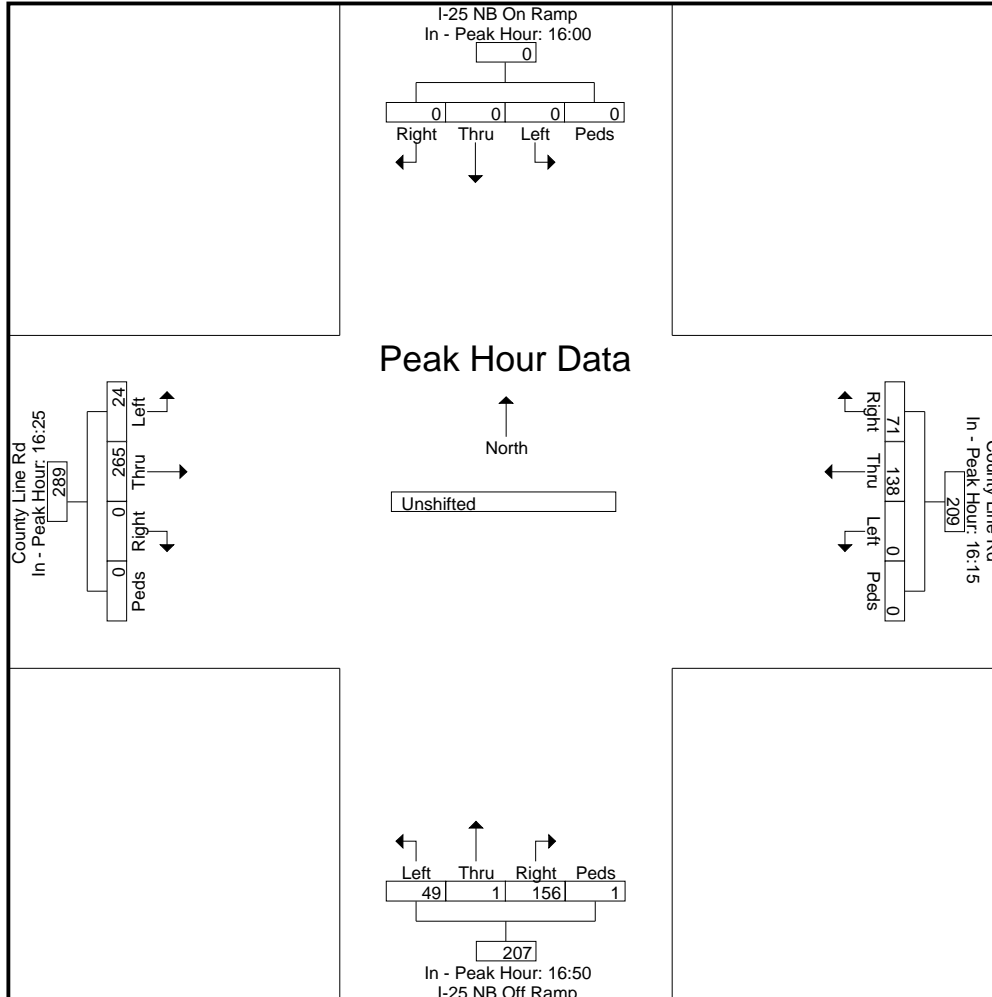 I-25 NB On Ramp
In - Peak Hour: 16:00
0
0 0 0 0
Right Thru Left Peds
Peak Hour Data
North
Unshifted
County Line Rd
In - Peak Hour: 16:25
289
24 265 0 0
Left Thru Right Peds
County Line Rd
In - Peak Hour: 16:15
209
71 138 0 0
Right Thru Left Peds
Left Thru Right Peds
49 1 156 1
207
In - Peak Hour: 16:50
I-25 NB Off Ramp